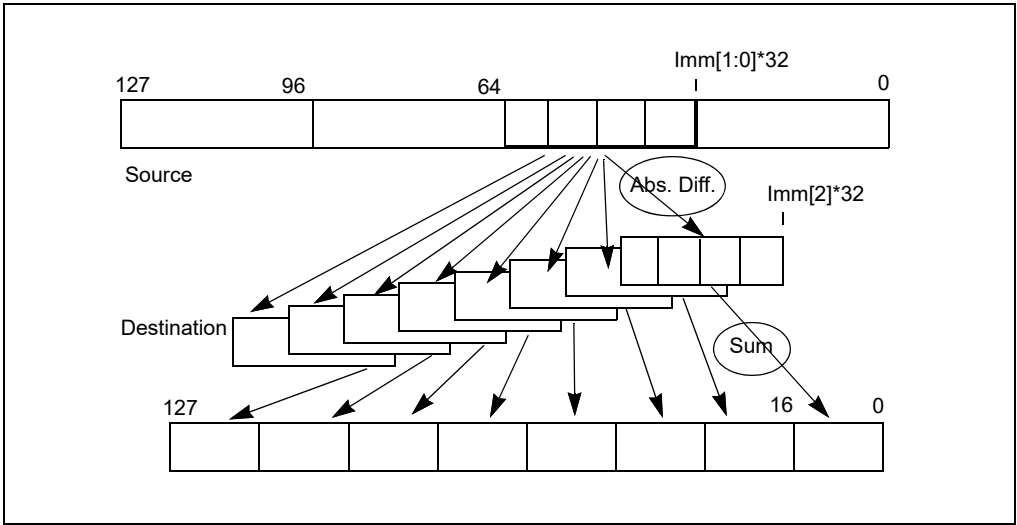 Imm[1:0]*32
127
96
64
0
Source
Abs. Diff.
Imm[2]*32
Destination
Sum
127
16
0